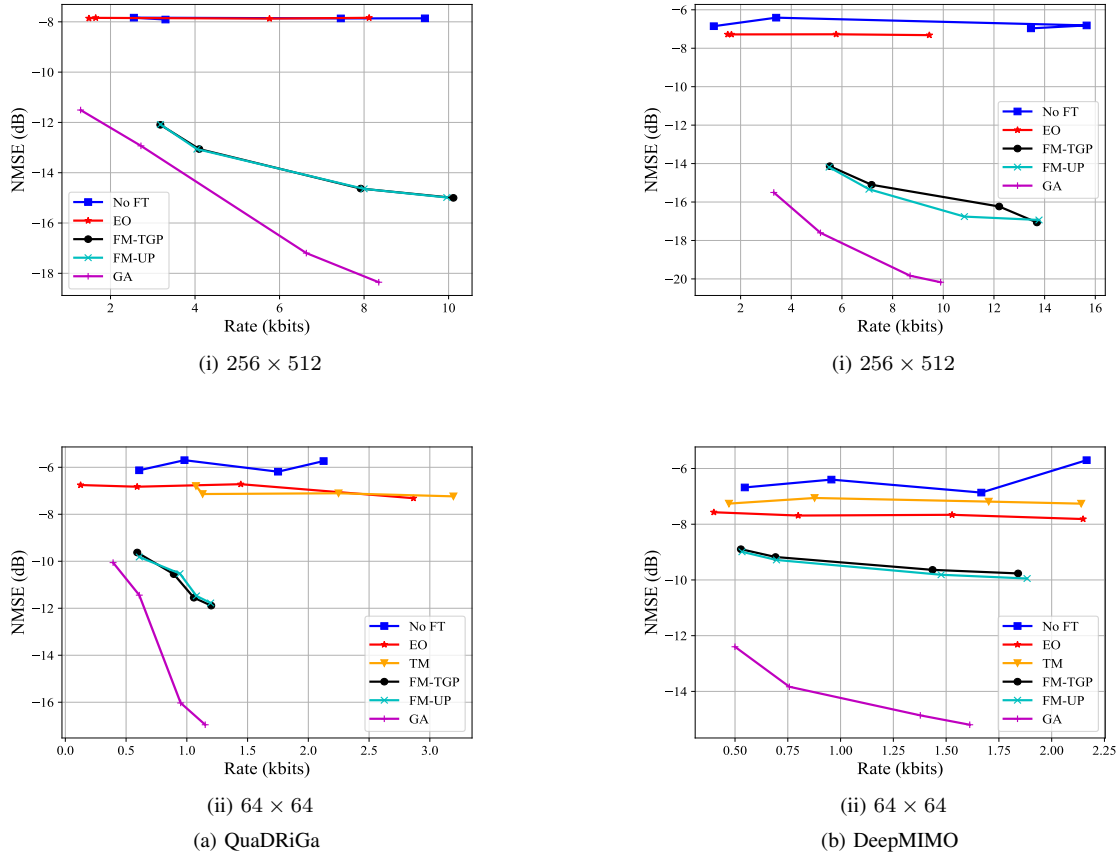 −8
−10
−12
−14
−16
−18
NMSE (dB)
2
4
6
8
10
Rate (kbits)
No FT
EO
FM-TGP
FM-UP
GA
(i) 256 × 512
−6
−8
−10
−12
−14
−16
−18
−20
NMSE (dB)
2
4
6
8
10
12
14
16
Rate (kbits)
No FT
EO
FM-TGP
FM-UP
GA
(i) 256 × 512
−6
−8
−10
−12
−14
−16
NMSE (dB)
0.0
0.5
1.0
1.5
2.0
2.5
3.0
Rate (kbits)
No FT
EO
TM
FM-TGP
FM-UP
GA
(ii) 64 × 64
(a) QuaDRiGa
−6
−8
−10
−12
−14
NMSE (dB)
0.50
0.75
1.00
1.25
1.50
1.75
2.00
2.25
Rate (kbits)
No FT
EO
TM
FM-TGP
FM-UP
GA
(ii) 64 × 64
(b) DeepMIMO